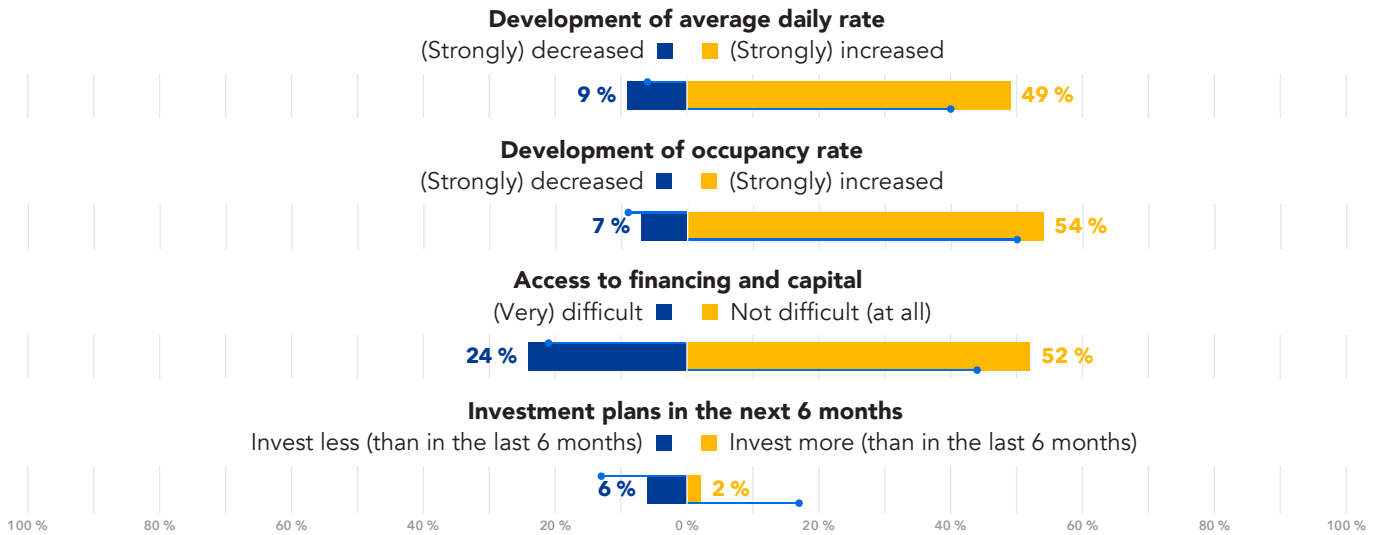 Development of average daily rate
(Strongly) decreased (Strongly) increased
9 % 49 %
Development of occupancy rate
(Strongly) decreased (Strongly) increased
7 % 54 %
Access to financing and capital
(Very) difficult Not difficult (at all)
24 % 52 %
Investment plans in the next 6 months
Invest less (than in the last 6 months) Invest more (than in the last 6 months)
6 % 2 %
100 % 80 % 60 % 40 % 20 % 0 % 20 % 40 % 60 % 80 % 100 %